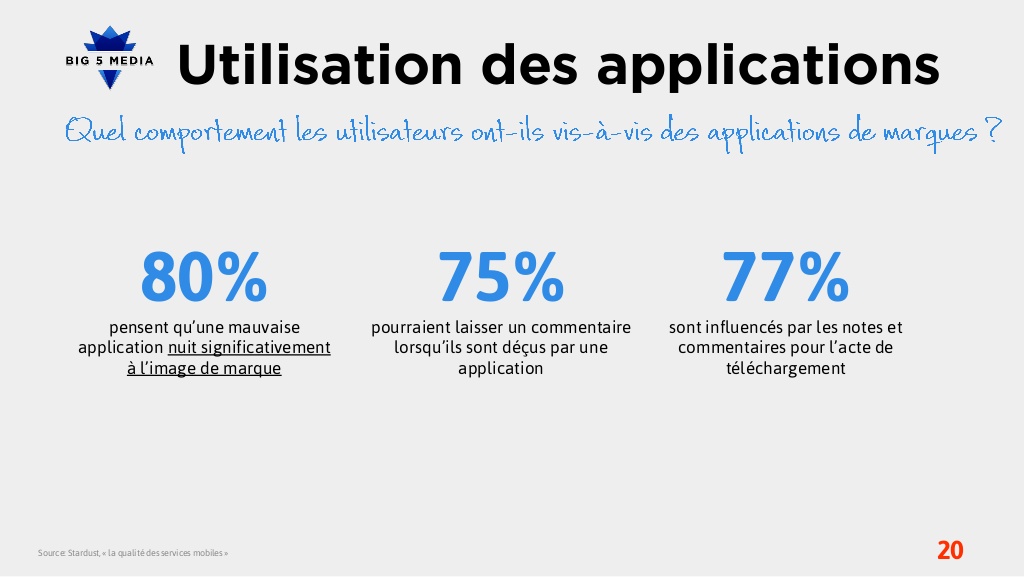 BIG 5 MEDIA
Utilisation des applications
Quel comportement les utilisateurs ont-ils vis-à-vis des applications de marques ?
80%
pensent qu’une mauvaise
application nuit significativement
à l’image de marque
75%
pourraient laisser un commentaire
lorsqu’ils sont déçus par une
application
77%
sont influencés par les notes et
commentaires pour l’acte de
téléchargement
Source: Stardust, « la qualité des services mobiles »
20